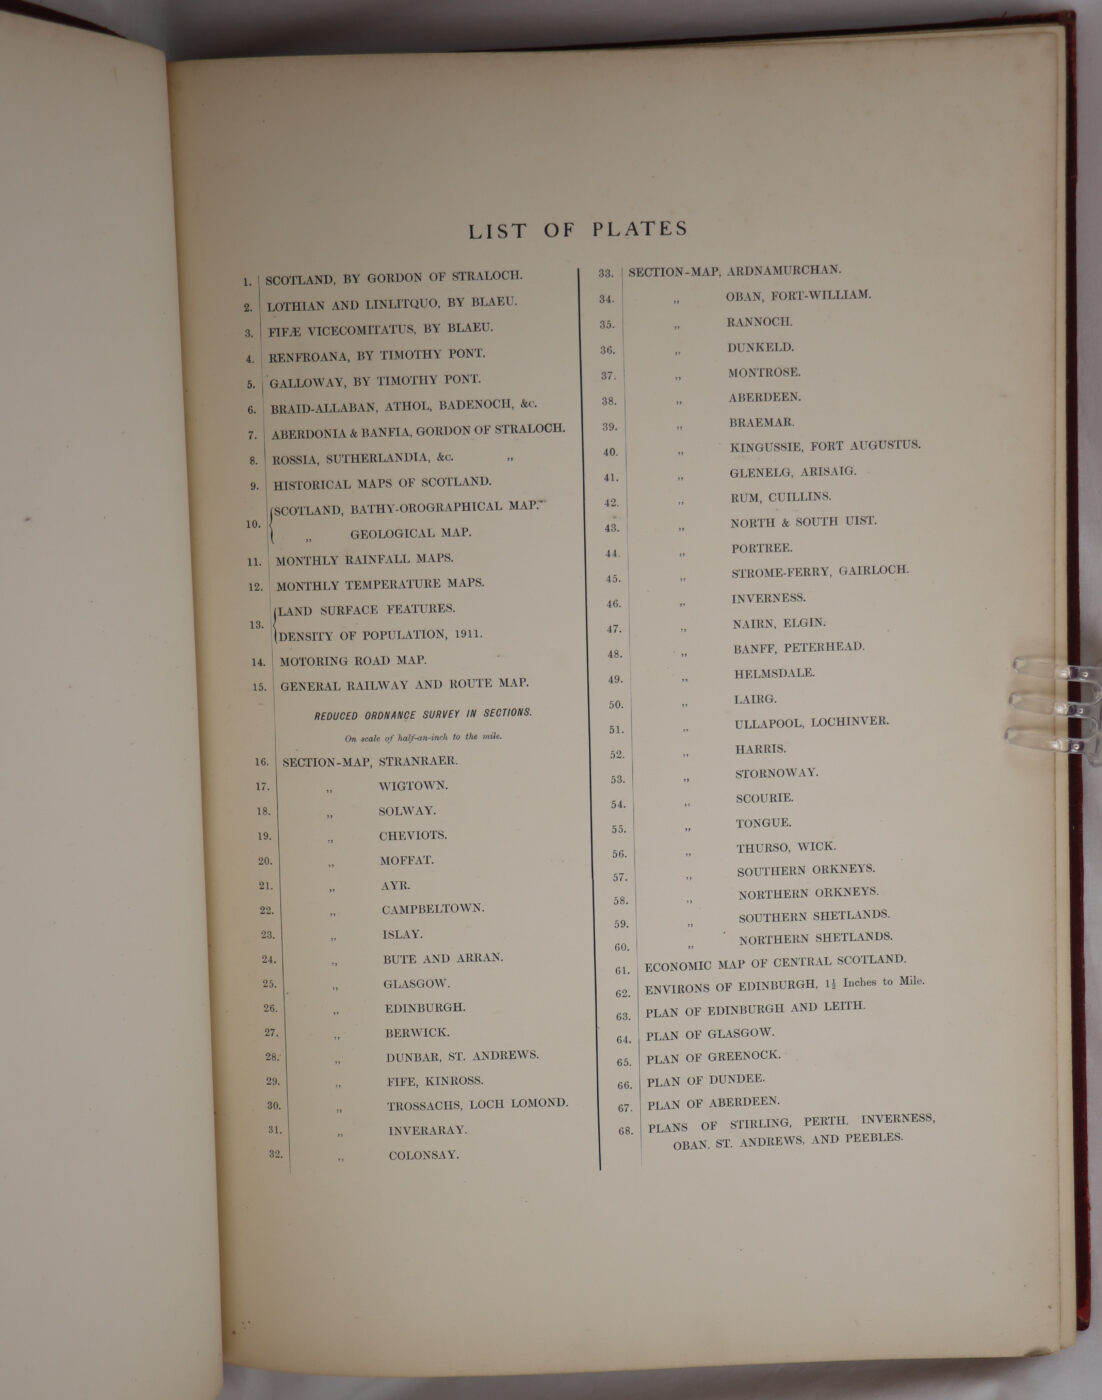 LIST OF PLATES
1. SCOTLAND, BY GORDON OF STRALOCH.
2. LOTHIAN AND LINLITQUO, BY BLAEU.
3. FIFÆ VICECOMITATUS, BY BLAEU.
4. RENFROANA, BY TIMOTHY PONT.
5. GALLOWAY, BY TIMOTHY PONT.
6. BRAID-ALLABAN, ATHOL, BADENOCH, &c.
7. ABERDONIA & BANFIA, GORDON OF STRALOCH.
8. ROSSIA, SUTHERLANDIA, &c. „
9. HISTORICAL MAPS OF SCOTLAND.
10. SCOTLAND, BATHY-OROGRAPHICAL MAP.
„ GEOLOGICAL MAP.
11. MONTHLY RAINFALL MAPS.
12. MONTHLY TEMPERATURE MAPS.
13. LAND SURFACE FEATURES.
DENSITY OF POPULATION, 1911.
14. MOTORING ROAD MAP.
15. GENERAL RAILWAY AND ROUTE MAP.
REDUCED ORDNANCE SURVEY IN SECTIONS.
On scale of half-an-inch to the mile.
16. SECTION-MAP, STRANRAER.
17. „ WIGTOWN.
18. „ SOLWAY.
19. „ CHEVIOTS.
20. „ MOFFAT.
21. „ AYR.
22. „ CAMPBELTOWN.
23. „ ISLAY.
24. „ BUTE AND ARRAN.
25. „ GLASGOW.
26. „ EDINBURGH.
27. „ BERWICK.
28. „ DUNBAR, ST. ANDREWS.
29. „ FIFE, KINROSS.
30. „ TROSSACHS, LOCH LOMOND.
31. „ INVERARAY.
32. „ COLONSAY.
33. SECTION-MAP, ARDNAMURCHAN.
34. „ OBAN, FORT-WILLIAM.
35. „ RANNOCH.
36. „ DUNKELD.
37. „ MONTROSE.
38. „ ABERDEEN.
39. „ BRAEMAR.
40. „ KINGUSSIE, FORT AUGUSTUS.
41. „ GLENELG, ARISAIG.
42. „ RUM, CUILLINS.
43. „ NORTH & SOUTH UIST.
44. „ PORTREE.
45. „ STROME-FERRY, GAIRLOCH.
46. „ INVERNESS.
47. „ NAIRN, ELGIN.
48. „ BANFF, PETERHEAD.
49. „ HELMSDALE.
50. „ LAIRG.
51. „ ULLAPOOL, LOCHINVER.
52. „ HARRIS.
53. „ STORNOWAY.
54. „ SCOURIE.
55. „ TONGUE.
56. „ THURSO, WICK.
57. „ SOUTHERN ORKNEYS.
58. „ NORTHERN ORKNEYS.
59. „ SOUTHERN SHETLANDS.
60. „ NORTHERN SHETLANDS.
61. ECONOMIC MAP OF CENTRAL SCOTLAND.
62. ENVIRONS OF EDINBURGH, 1½ Inches to Mile.
63. PLAN OF EDINBURGH AND LEITH.
64. PLAN OF GLASGOW.
65. PLAN OF GREENOCK.
66. PLAN OF DUNDEE.
67. PLAN OF ABERDEEN.
68. PLANS OF STIRLING, PERTH, INVERNESS,
OBAN, ST. ANDREWS, AND PEEBLES.